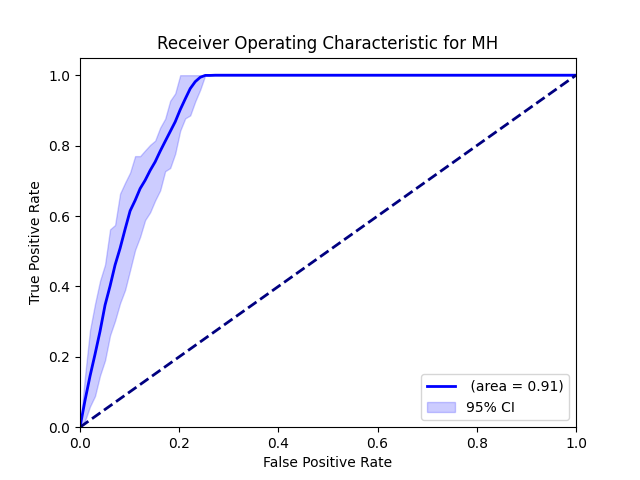 Receiver Operating Characteristic for MH
True Positive Rate
1.0
0.8
0.6
0.4
0.2
0.0
(area = 0.91)
95% CI
0.0 0.2 0.4 0.6 0.8 1.0
False Positive Rate